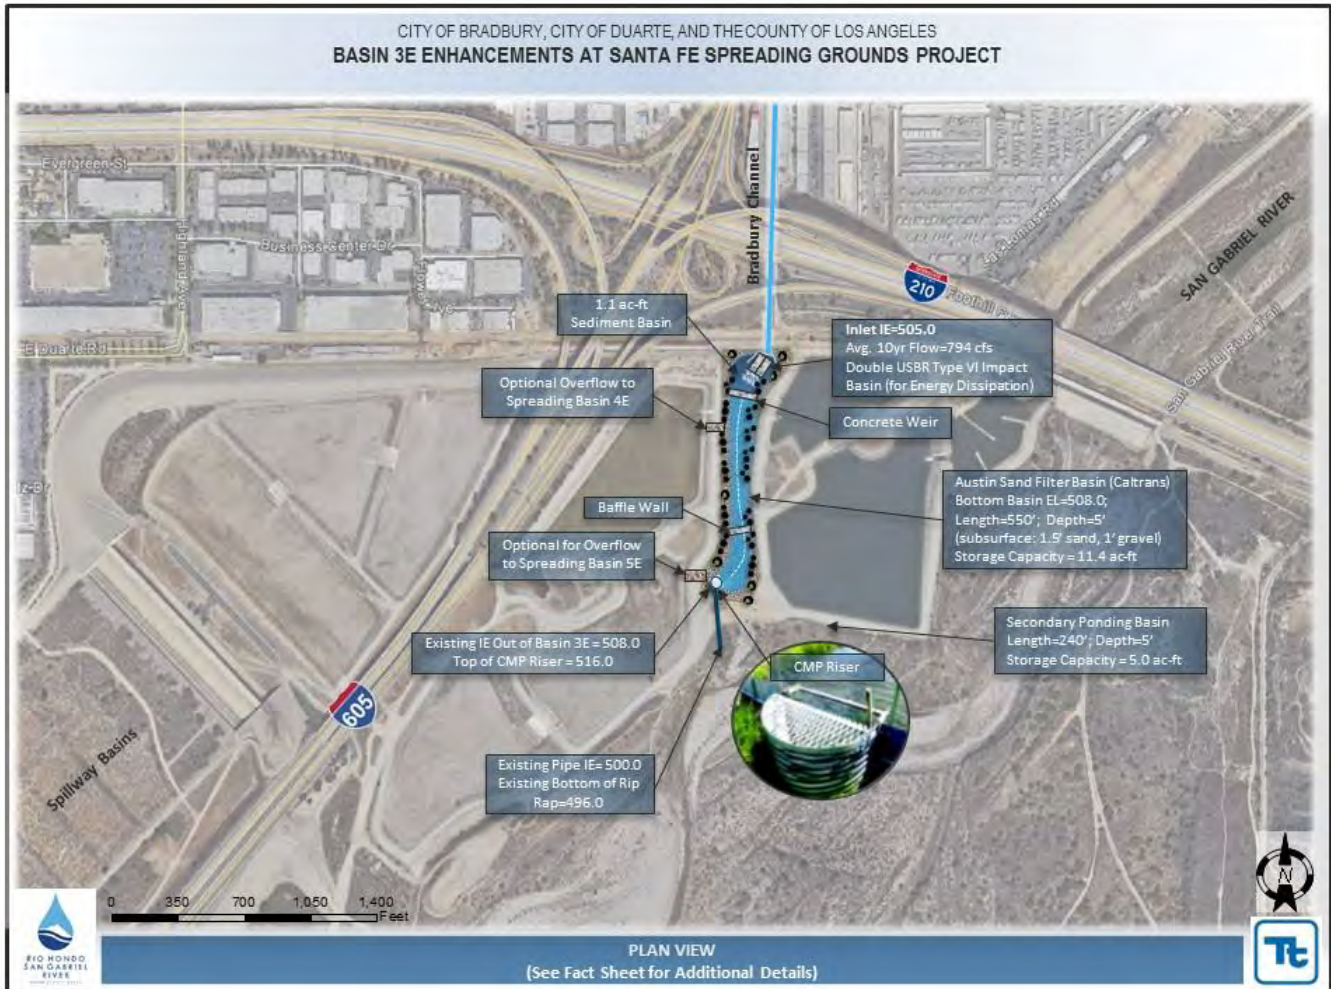 CITY OF BRADBURY, CITY OF DUARTE, AND THE COUNTY OF LOS ANGELES
BASIN 3E ENHANCEMENTS AT SANTA FE SPREADING GROUNDS PROJECT
Evergreen St
Highland Ave
Business Center Dr
Flower Ave
E Duarte Rd
Bradbury Channel
Las Lomas Rd
SAN GABRIEL RIVER
210
Foothill Fwy
San Gabriel River Trail
1.1 ac-ft
Sediment Basin
Inlet IE=505.0
Avg. 10yr Flow=794 cfs
Double USBR Type VI Impact
Basin (for Energy Dissipation)
Optional Overflow to
Spreading Basin 4E
Concrete Weir
Austin Sand Filter Basin (Caltrans)
Bottom Basin EL=508.0;
Length=550'; Depth=5'
(subsurface: 1.5' sand, 1' gravel)
Storage Capacity = 11.4 ac-ft
Baffle Wall
Optional for Overflow
to Spreading Basin 5E
Secondary Ponding Basin
Length=240'; Depth=5'
Storage Capacity = 5.0 ac-ft
Existing IE Out of Basin 3E = 508.0
Top of CMP Riser = 516.0
CMP Riser
605
Spillway Basins
Existing Pipe IE=500.0
Existing Bottom of Rip
Rap=496.0
N
0 350 700 1,050 1,400
Feet
RIO HONDO
SAN GABRIEL
RIVER
PLAN VIEW
(See Fact Sheet for Additional Details)
Tt